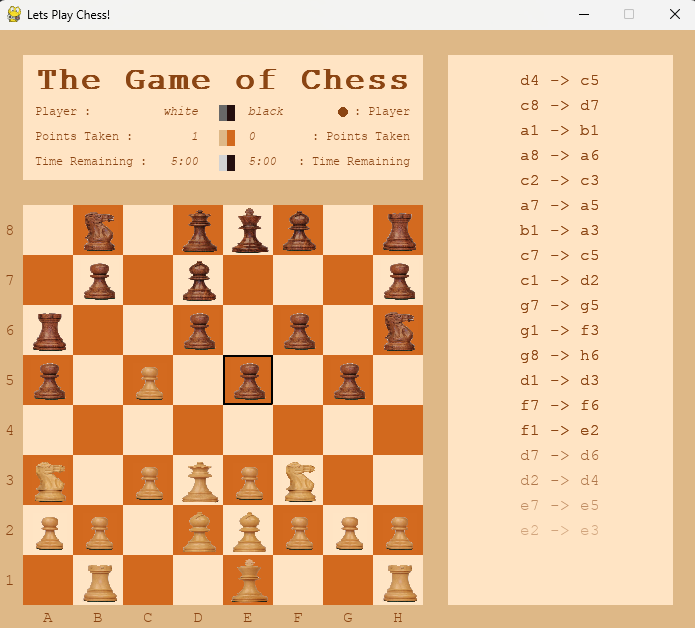 Lets Play Chess!
The Game of Chess
Player : white black : Player
Points Taken : 1 0 : Points Taken
Time Remaining : 5:00 5:00 : Time Remaining
8
7
6
5
4
3
2
1
A B C D E F G H
d4 -> c5
c8 -> d7
a1 -> b1
a8 -> a6
c2 -> c3
a7 -> a5
b1 -> a3
c7 -> c5
c1 -> d2
g7 -> g5
g1 -> f3
g8 -> h6
d1 -> d3
f7 -> f6
f1 -> e2
d7 -> d6
d2 -> d4
e7 -> e5
e2 -> e3